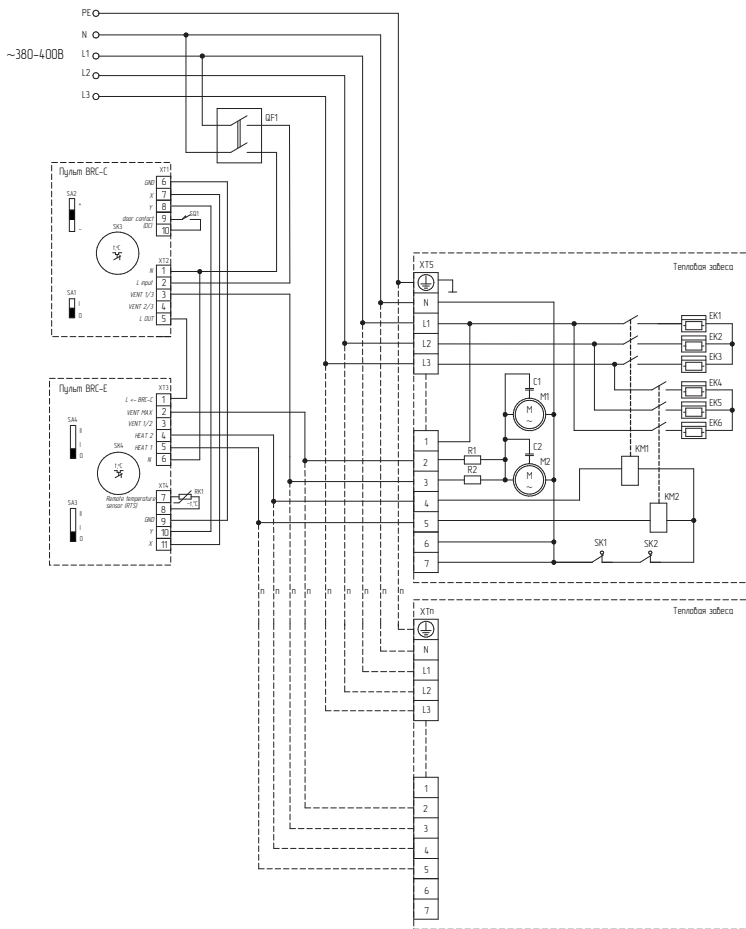 PE
N
~380-400В
L1
L2
L3
QF1
Пульт BRC-C
XT1
SA2
+
-
GND 6
X 7
Y 8
door contact (DC) 9
10
SQ1
SK3
t,°C
XT2
N 1
L input 2
VENT 1/3 3
VENT 2/3 4
L OUT 5
SA1
I
0
Пульт BRC-E
XT3
L <- BRC-C 1
VENT MAX 2
VENT 1/2 3
HEAT 2 4
HEAT 1 5
N 6
SA4
II
I
0
SK4
t,°C
XT4
Remote temperature sensor (RTS) 7
8
GND 9
Y 10
X 11
RK1
~t,°C
SA3
II
I
0
XT5
Тепловая завеса
N
L1
L2
L3
EK1
EK2
EK3
EK4
EK5
EK6
C1
M1
M
~
C2
M2
M
~
R1
R2
KM1
KM2
SK1
SK2
1
2
3
4
5
6
7
n n n n n n n n n
XTn
Тепловая завеса
N
L1
L2
L3
1
2
3
4
5
6
7